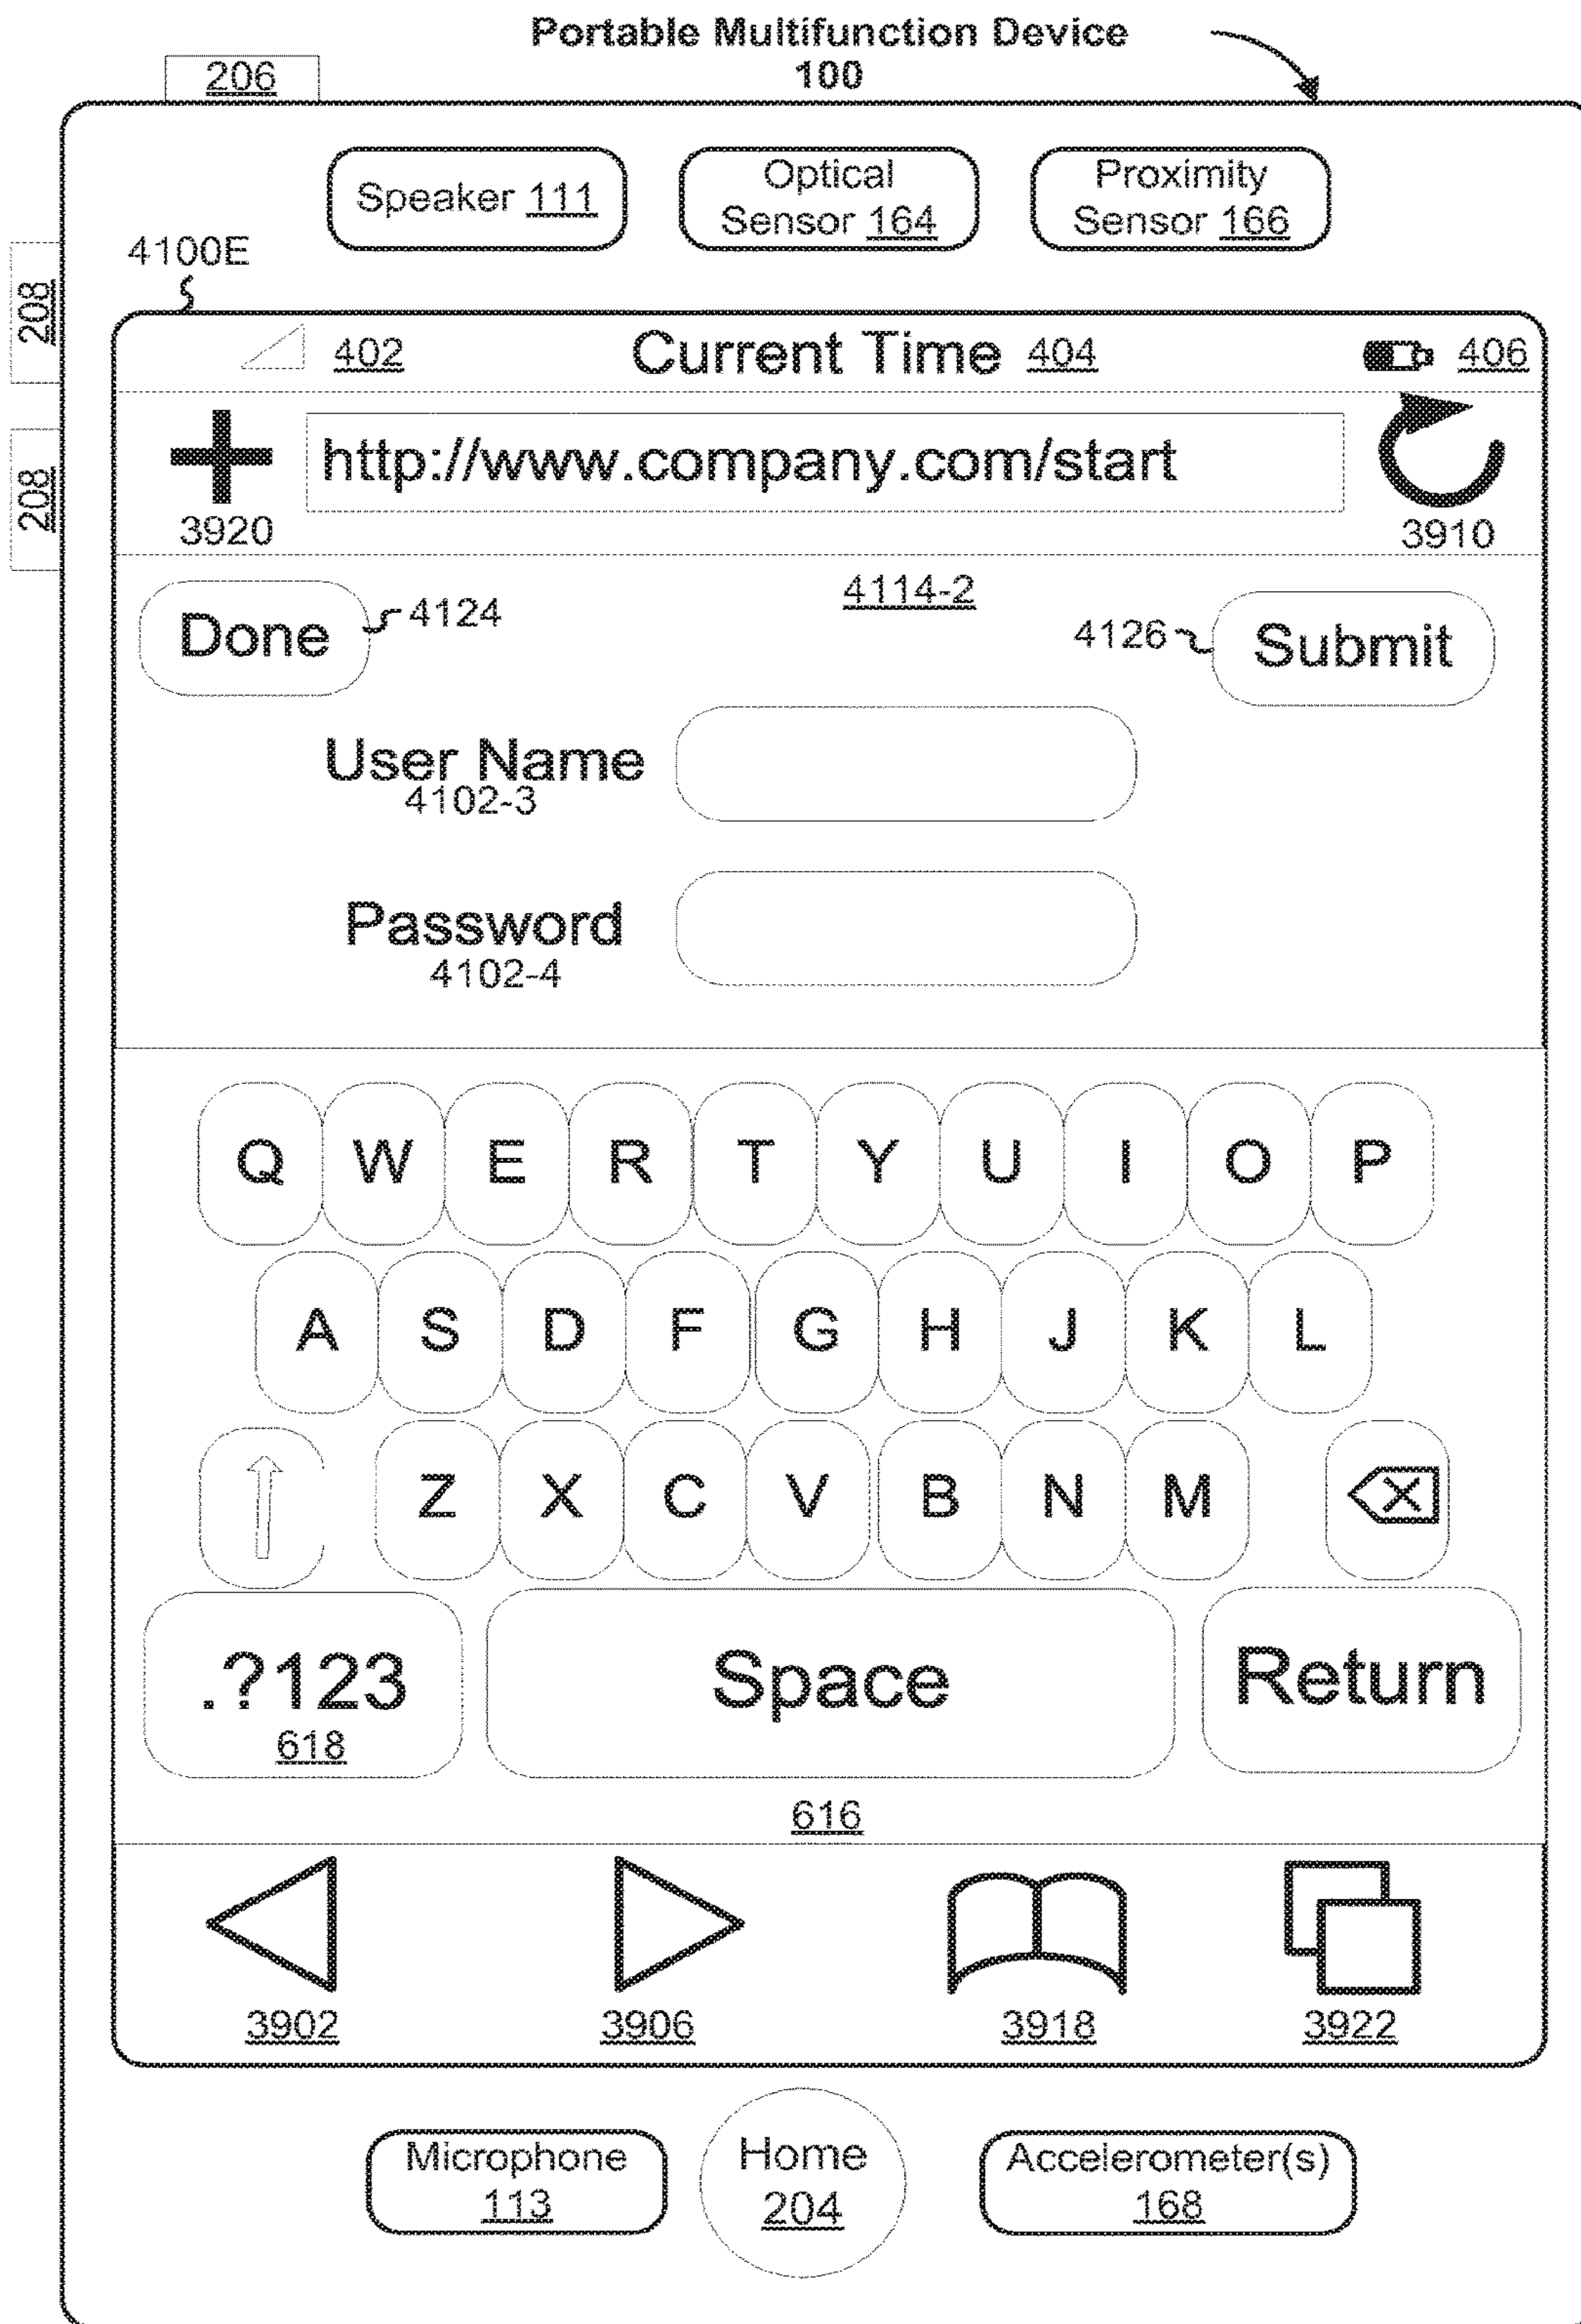 Portable Multifunction Device
100
206
Speaker 111
Optical
Sensor 164
Proximity
Sensor 166
4100E
208
208
402
Current Time 404
406
http://www.company.com/start
3920
3910
Done
4124
4114-2
4126
Submit
User Name
4102-3
Password
4102-4
Q W E R T Y U I O P
A S D F G H J K L
Z X C V B N M
.?123
618
Space
Return
616
3902
3906
3918
3922
Microphone
113
Home
204
Accelerometer(s)
168